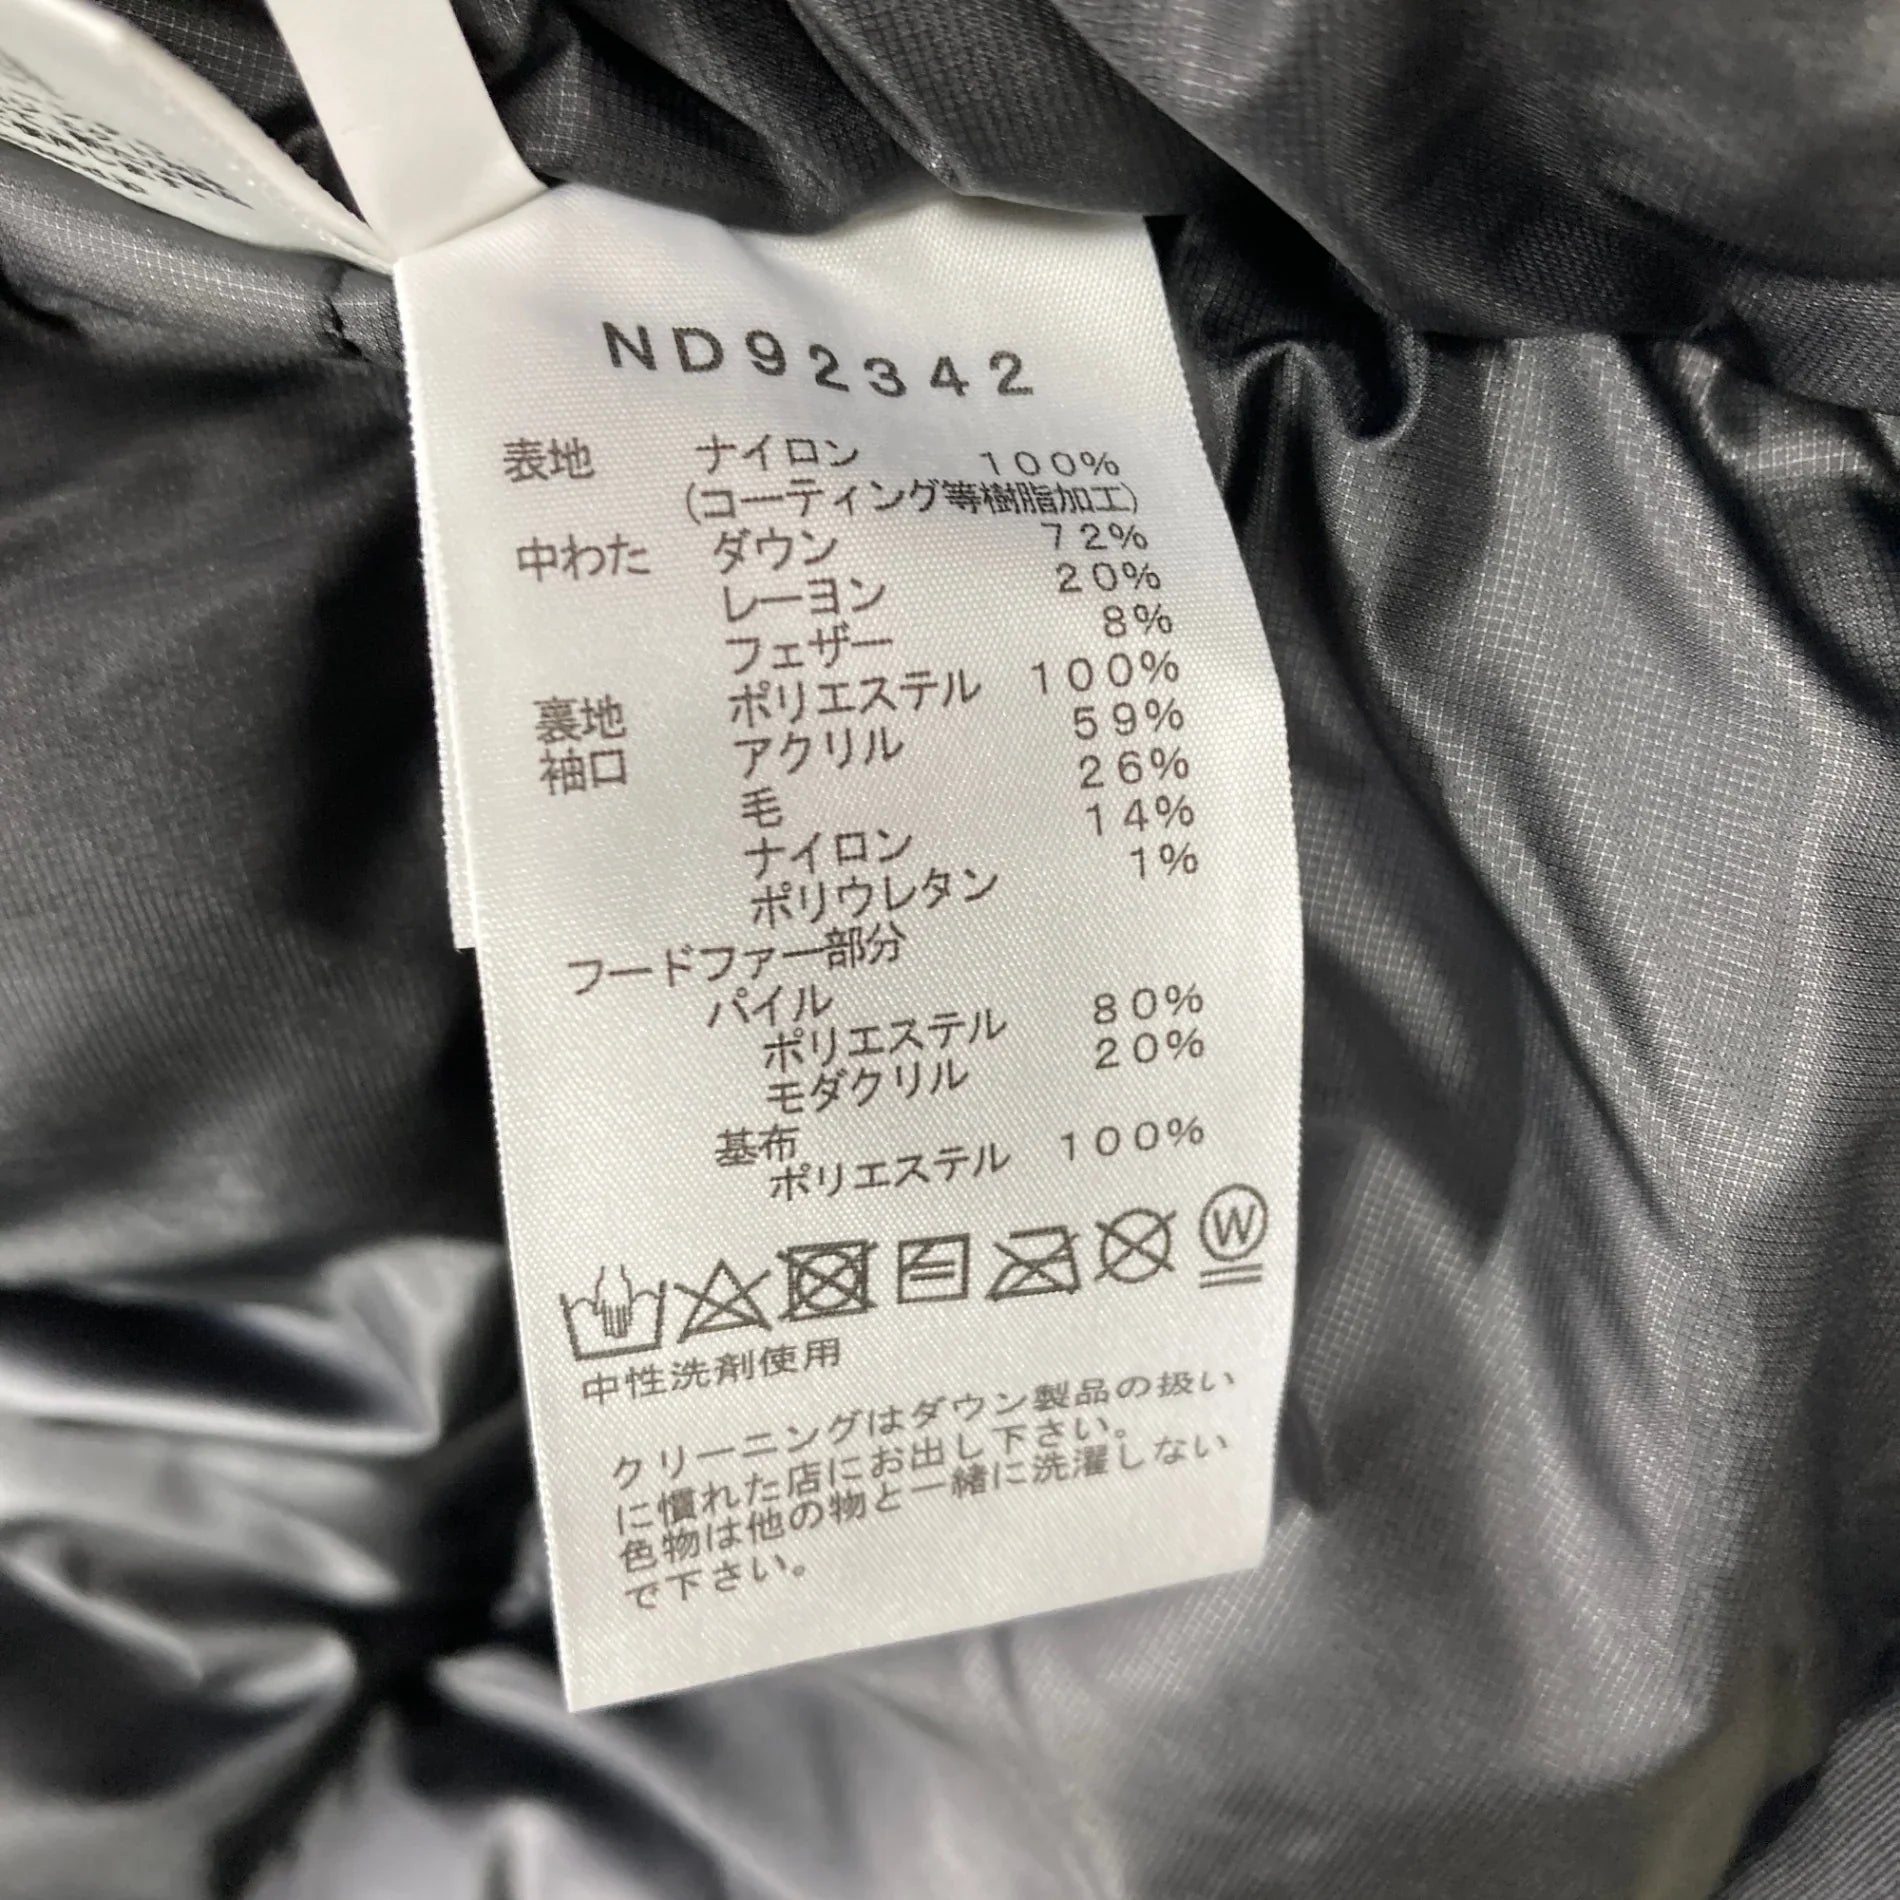 ND92342
表地 ナイロン 100%
(コーティング等樹脂加工)
中わた ダウン 72%
レーヨン 20%
フェザー 8%
裏地 ポリエステル 100%
袖口 アクリル 59%
毛 26%
ナイロン 14%
ポリウレタン 1%
フードファー部分
パイル
ポリエステル 80%
モダクリル 20%
基布
ポリエステル 100%
W
中性洗剤使用
クリーニングはダウン製品の扱い
に慣れた店にお出し下さい。
色物は他の物と一緒に洗濯しない
で下さい。